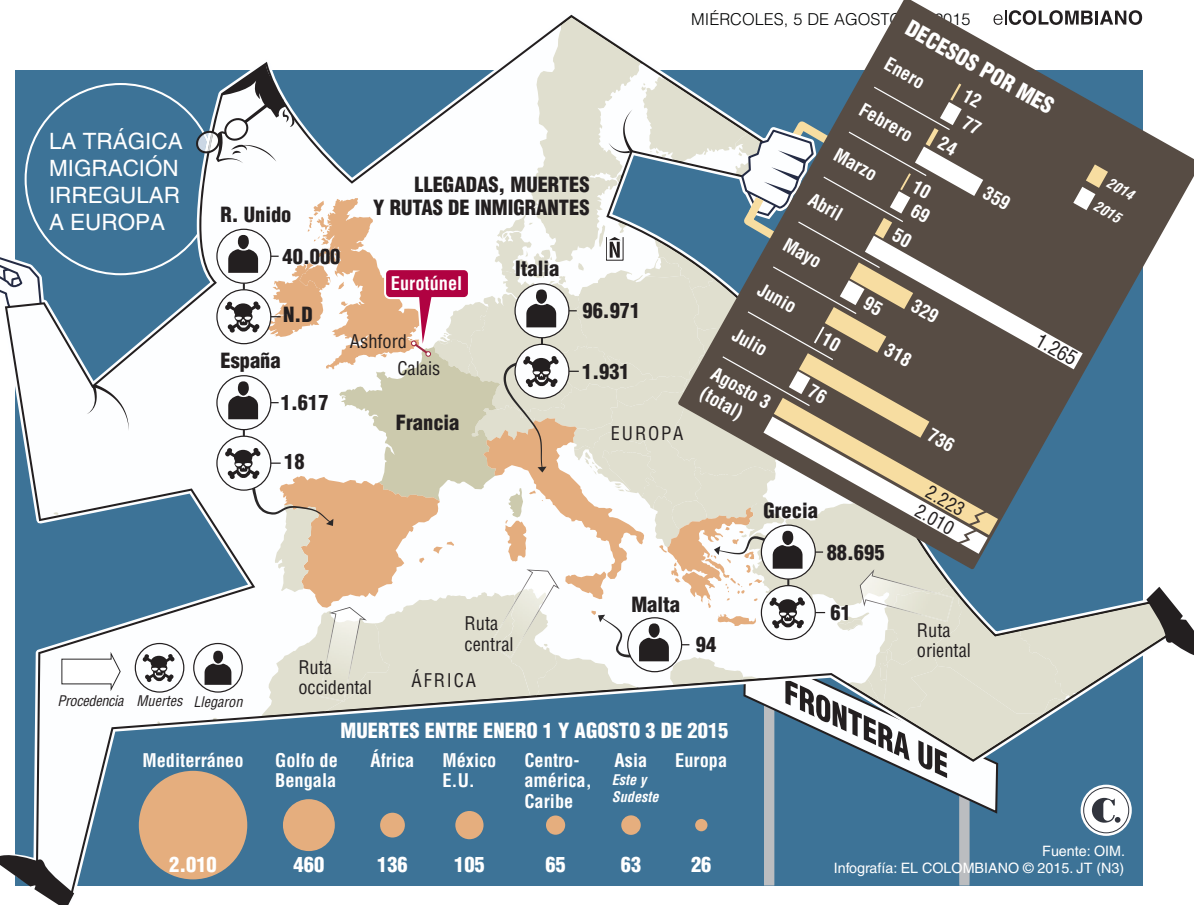 MIÉRCOLES, 5 DE AGOSTO 2015 elCOLOMBIANO
LA TRÁGICA
MIGRACIÓN
IRREGULAR
A EUROPA
LLEGADAS, MUERTES
Y RUTAS DE INMIGRANTES
R. Unido
40.000
N.D
España
1.617
18
Eurotúnel
Ashford
Calais
Francia
N
Italia
96.971
1.931
EUROPA
Grecia
88.695
61
Malta
94
Ruta
occidental
Ruta
central
Ruta
oriental
ÁFRICA
Procedencia
Muertes
Llegaron
DECESOS POR MES
2014
2015
Enero
12
77
Febrero
24
359
Marzo
10
69
Abril
50
1.265
Mayo
329
95
Junio
318
10
Julio
736
76
Agosto 3
(total)
2.223
2.010
FRONTERA UE
MUERTES ENTRE ENERO 1 Y AGOSTO 3 DE 2015
Mediterráneo
2.010
Golfo de
Bengala
460
África
136
México
E.U.
105
Centro-
américa,
Caribe
65
Asia
Este y
Sudeste
63
Europa
26
C.
Fuente: OIM.
Infografía: EL COLOMBIANO © 2015. JT (N3)